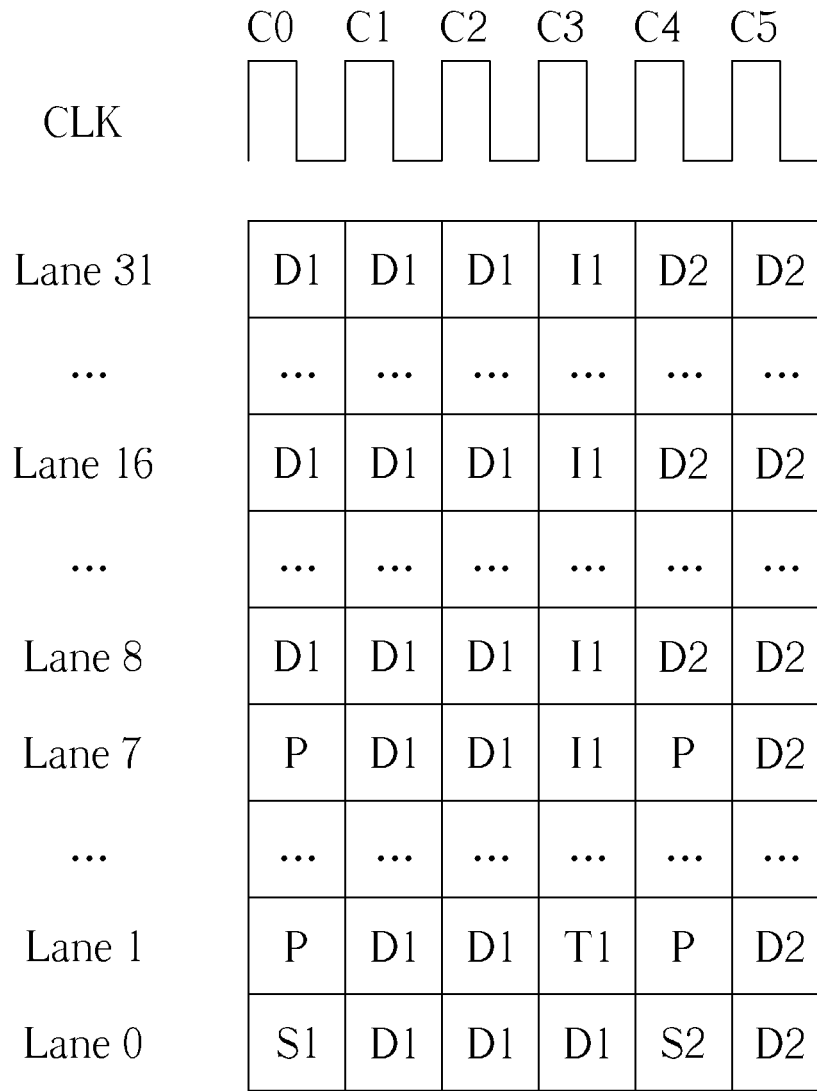 C0 C1 C2 C3 C4 C5
CLK
Lane 31 D1 D1 D1 I1 D2 D2
... ... ... ... ... ... ...
Lane 16 D1 D1 D1 I1 D2 D2
... ... ... ... ... ... ...
Lane 8 D1 D1 D1 I1 D2 D2
Lane 7 P D1 D1 I1 P D2
... ... ... ... ... ... ...
Lane 1 P D1 D1 T1 P D2
Lane 0 S1 D1 D1 D1 S2 D2